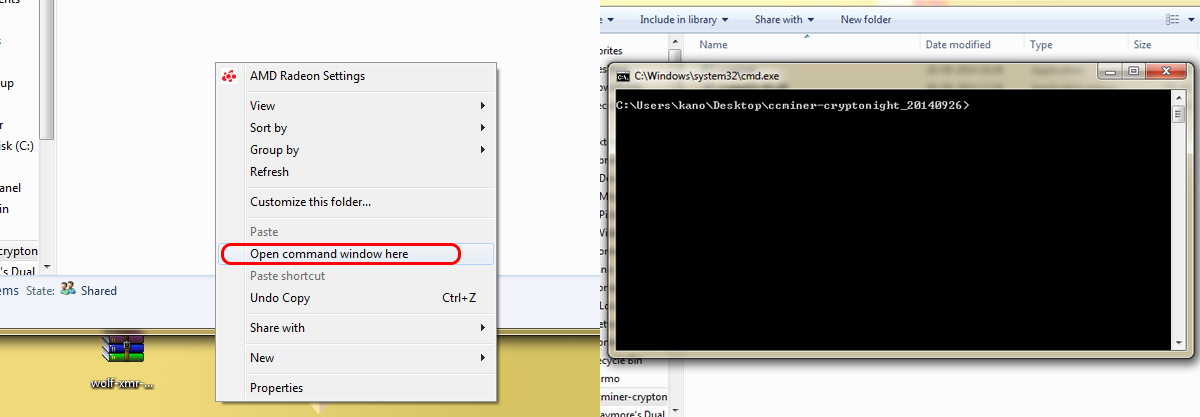 ents
up
r
isk (C:)
anel
in
crypton
r's Dual
ems State: Shared
wolf-xmr-...
AMD Radeon Settings
View
Sort by
Group by
Refresh
Customize this folder...
Paste
Open command window here
Paste shortcut
Undo Copy Ctrl+Z
Share with
New
Properties
Include in library Share with New folder
Name Date modified Type Size
orites
C:\Windows\system32\cmd.exe
C:\Users\kano\Desktop\ccminer-cryptonight_20140926>
ecycle Bin
rmo
miner-crypton
aymore's Dual